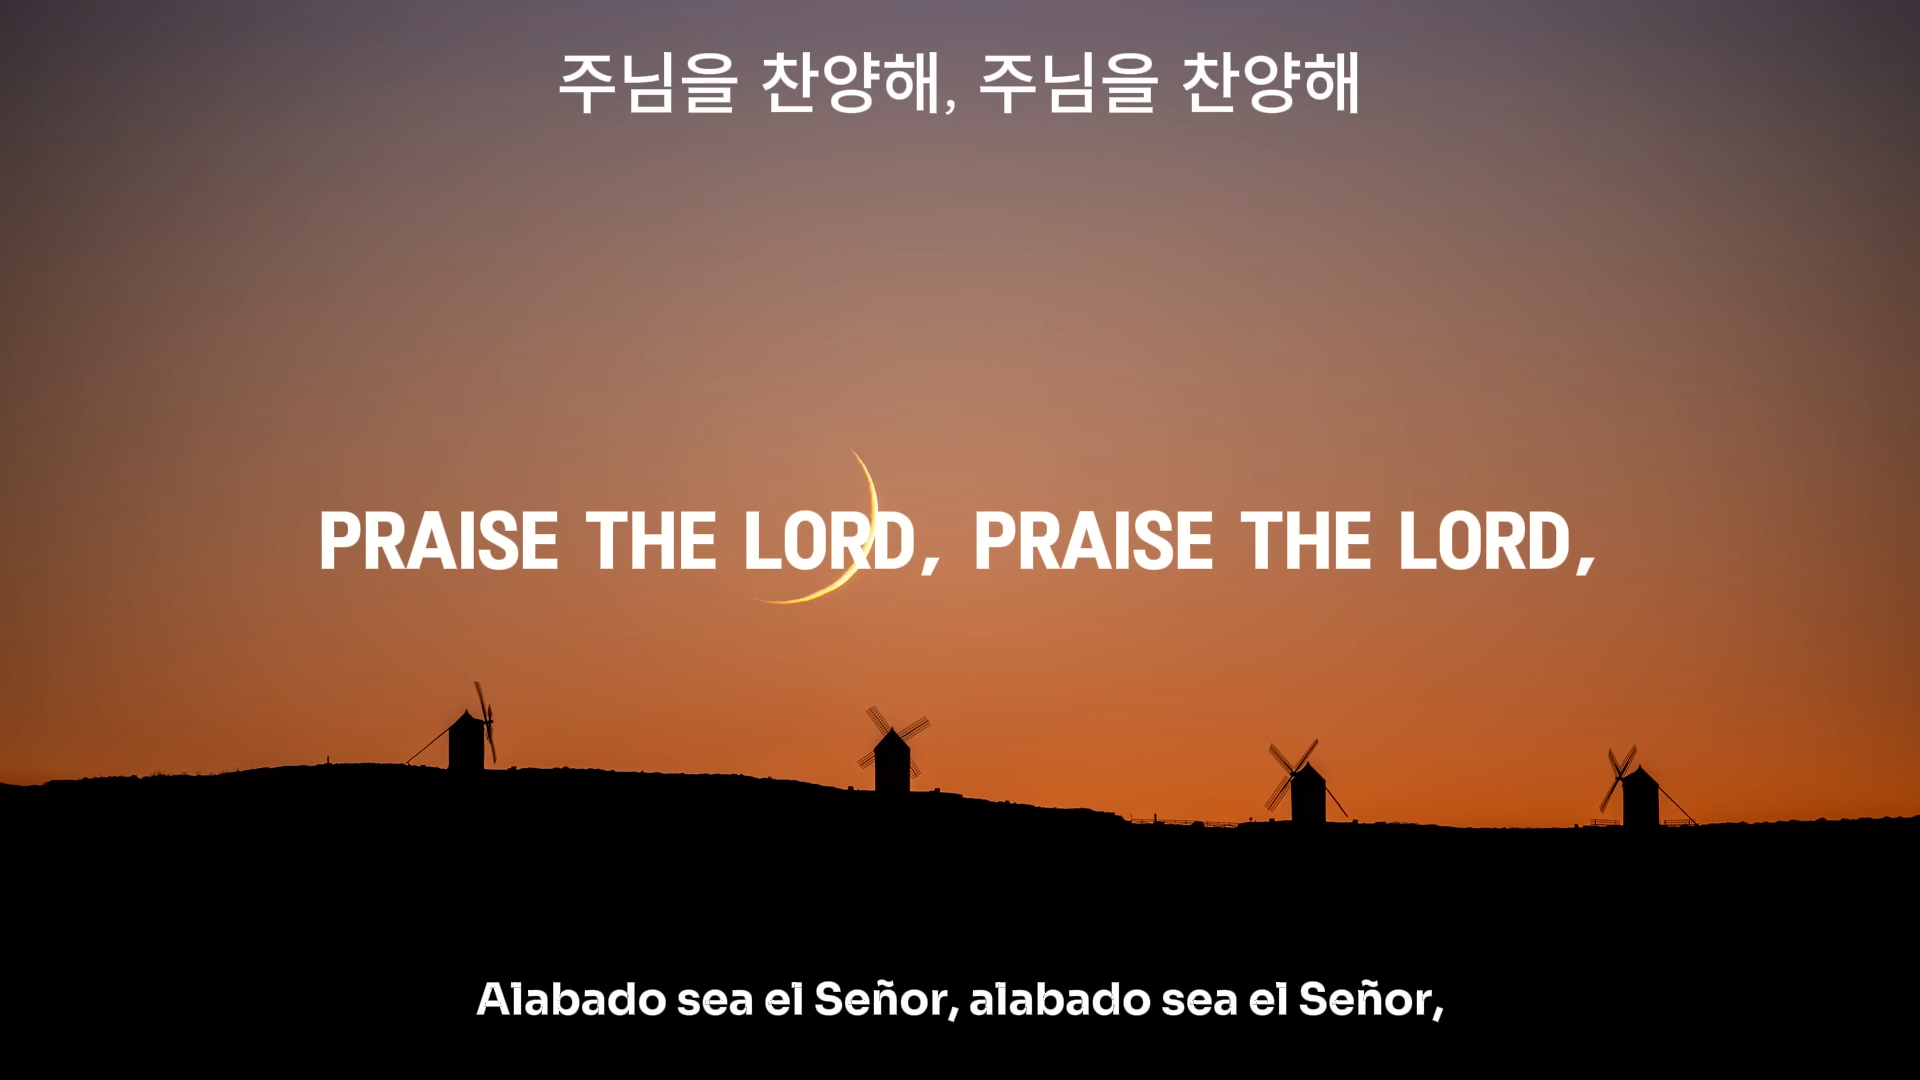 주님을 찬양해, 주님을 찬양해
PRAISE THE LORD, PRAISE THE LORD,
Alabado sea el Señor, alabado sea el Señor,